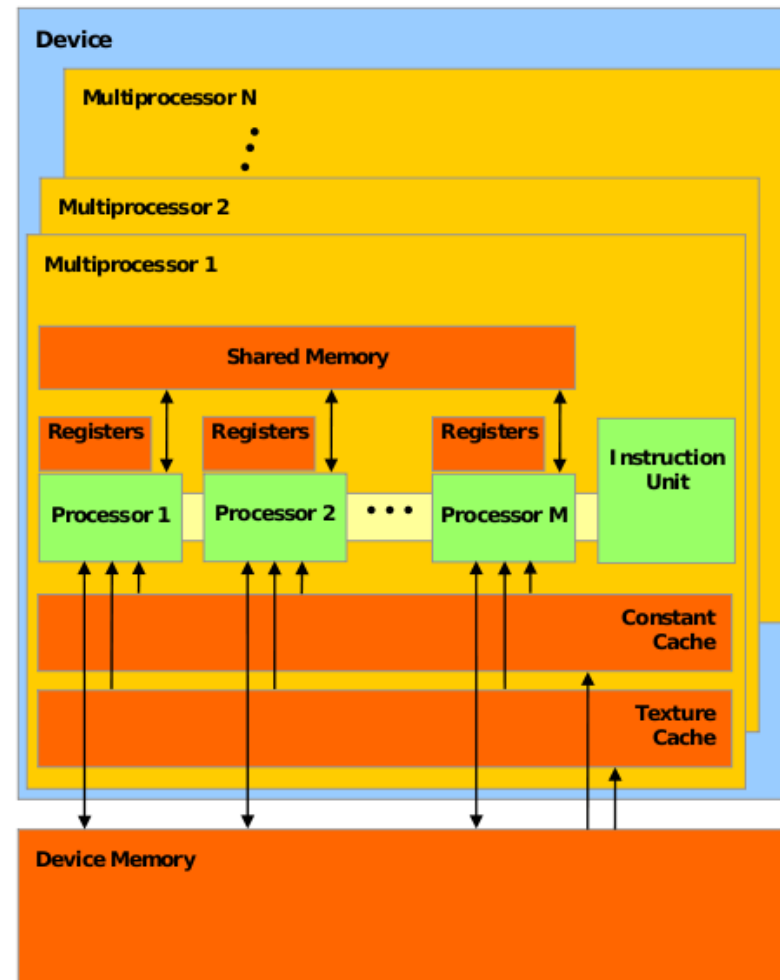 Device
Multiprocessor N
Multiprocessor 2
Multiprocessor 1
Shared Memory
Registers
Registers
Registers
Instruction
Unit
Processor 1
Processor 2
• • •
Processor M
Constant
Cache
Texture
Cache
Device Memory